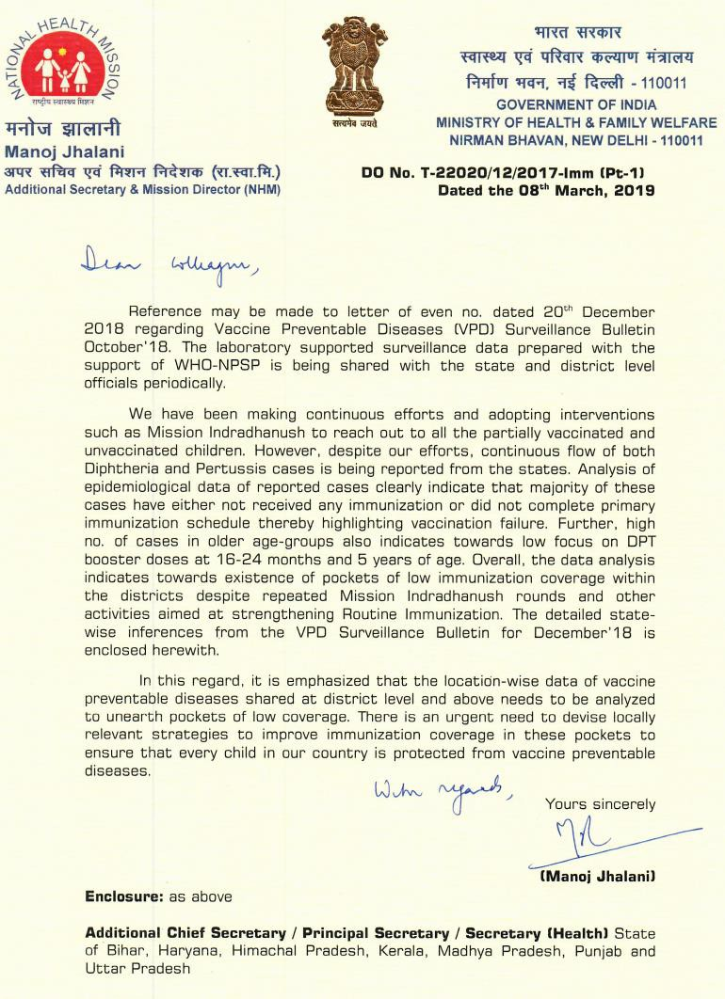 NATIONAL HEALTH MISSION
राष्ट्रीय स्वास्थ्य मिशन
मनोज झालानी
Manoj Jhalani
अपर सचिव एवं मिशन निदेशक (रा.स्वा.मि.)
Additional Secretary & Mission Director (NHM)
सत्यमेव जयते
भारत सरकार
स्वास्थ्य एवं परिवार कल्याण मंत्रालय
निर्माण भवन, नई दिल्ली - 110011
GOVERNMENT OF INDIA
MINISTRY OF HEALTH & FAMILY WELFARE
NIRMAN BHAVAN, NEW DELHI - 110011
DO No. T-22020/12/2017-Imm (Pt-1)
Dated the 08th March, 2019
Dear Colleague,
Reference may be made to letter of even no. dated 20th December
2018 regarding Vaccine Preventable Diseases (VPD) Surveillance Bulletin
October'18. The laboratory supported surveillance data prepared with the
support of WHO-NPSP is being shared with the state and district level
officials periodically.
We have been making continuous efforts and adopting interventions
such as Mission Indradhanush to reach out to all the partially vaccinated and
unvaccinated children. However, despite our efforts, continuous flow of both
Diphtheria and Pertussis cases is being reported from the states. Analysis of
epidemiological data of reported cases clearly indicate that majority of these
cases have either not received any immunization or did not complete primary
immunization schedule thereby highlighting vaccination failure. Further, high
no. of cases in older age-groups also indicates towards low focus on DPT
booster doses at 16-24 months and 5 years of age. Overall, the data analysis
indicates towards existence of pockets of low immunization coverage within
the districts despite repeated Mission Indradhanush rounds and other
activities aimed at strengthening Routine Immunization. The detailed state-
wise inferences from the VPD Surveillance Bulletin for December'18 is
enclosed herewith.
In this regard, it is emphasized that the location-wise data of vaccine
preventable diseases shared at district level and above needs to be analyzed
to unearth pockets of low coverage. There is an urgent need to devise locally
relevant strategies to improve immunization coverage in these pockets to
ensure that every child in our country is protected from vaccine preventable
diseases.
With regards,
Yours sincerely
(Manoj Jhalani)
Enclosure: as above
Additional Chief Secretary / Principal Secretary / Secretary (Health) State
of Bihar, Haryana, Himachal Pradesh, Kerala, Madhya Pradesh, Punjab and
Uttar Pradesh